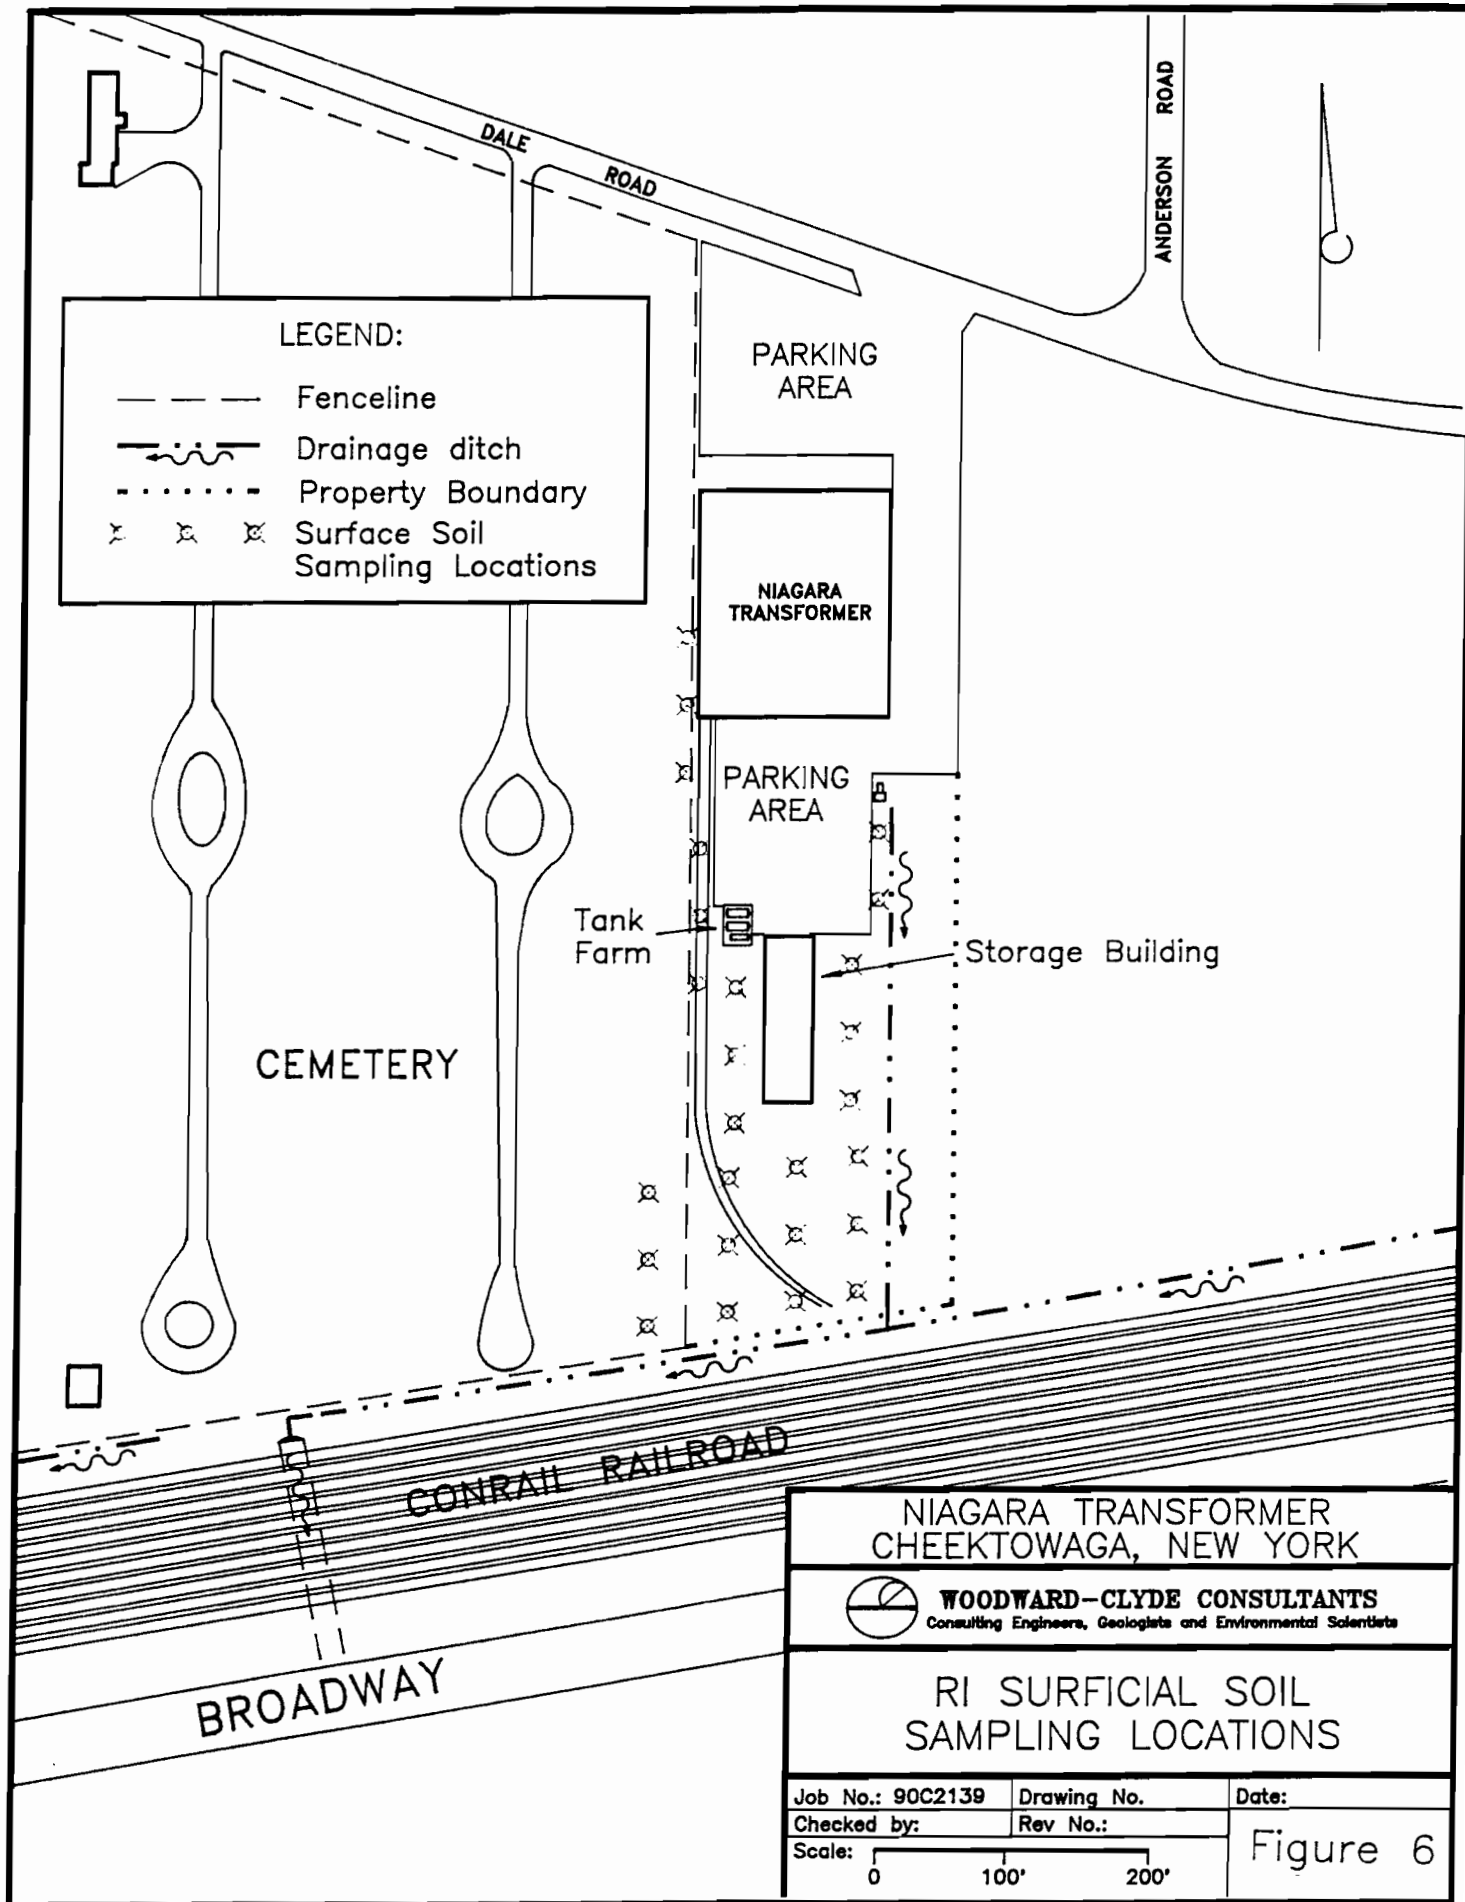 DALE ROAD
ANDERSON ROAD
LEGEND:
Fenceline
Drainage ditch
Property Boundary
Surface Soil
Sampling Locations
PARKING
AREA
NIAGARA
TRANSFORMER
PARKING
AREA
Tank
Farm
Storage Building
CEMETERY
CONRAIL RAILROAD
BROADWAY
NIAGARA TRANSFORMER
CHEEKTOWAGA, NEW YORK
WOODWARD-CLYDE CONSULTANTS
Consulting Engineers, Geologists and Environmental Scientists
RI SURFICIAL SOIL
SAMPLING LOCATIONS
Job No.: 90C2139 Drawing No. Date:
Checked by: Rev No.:
Figure 6
Scale:
0 100' 200'